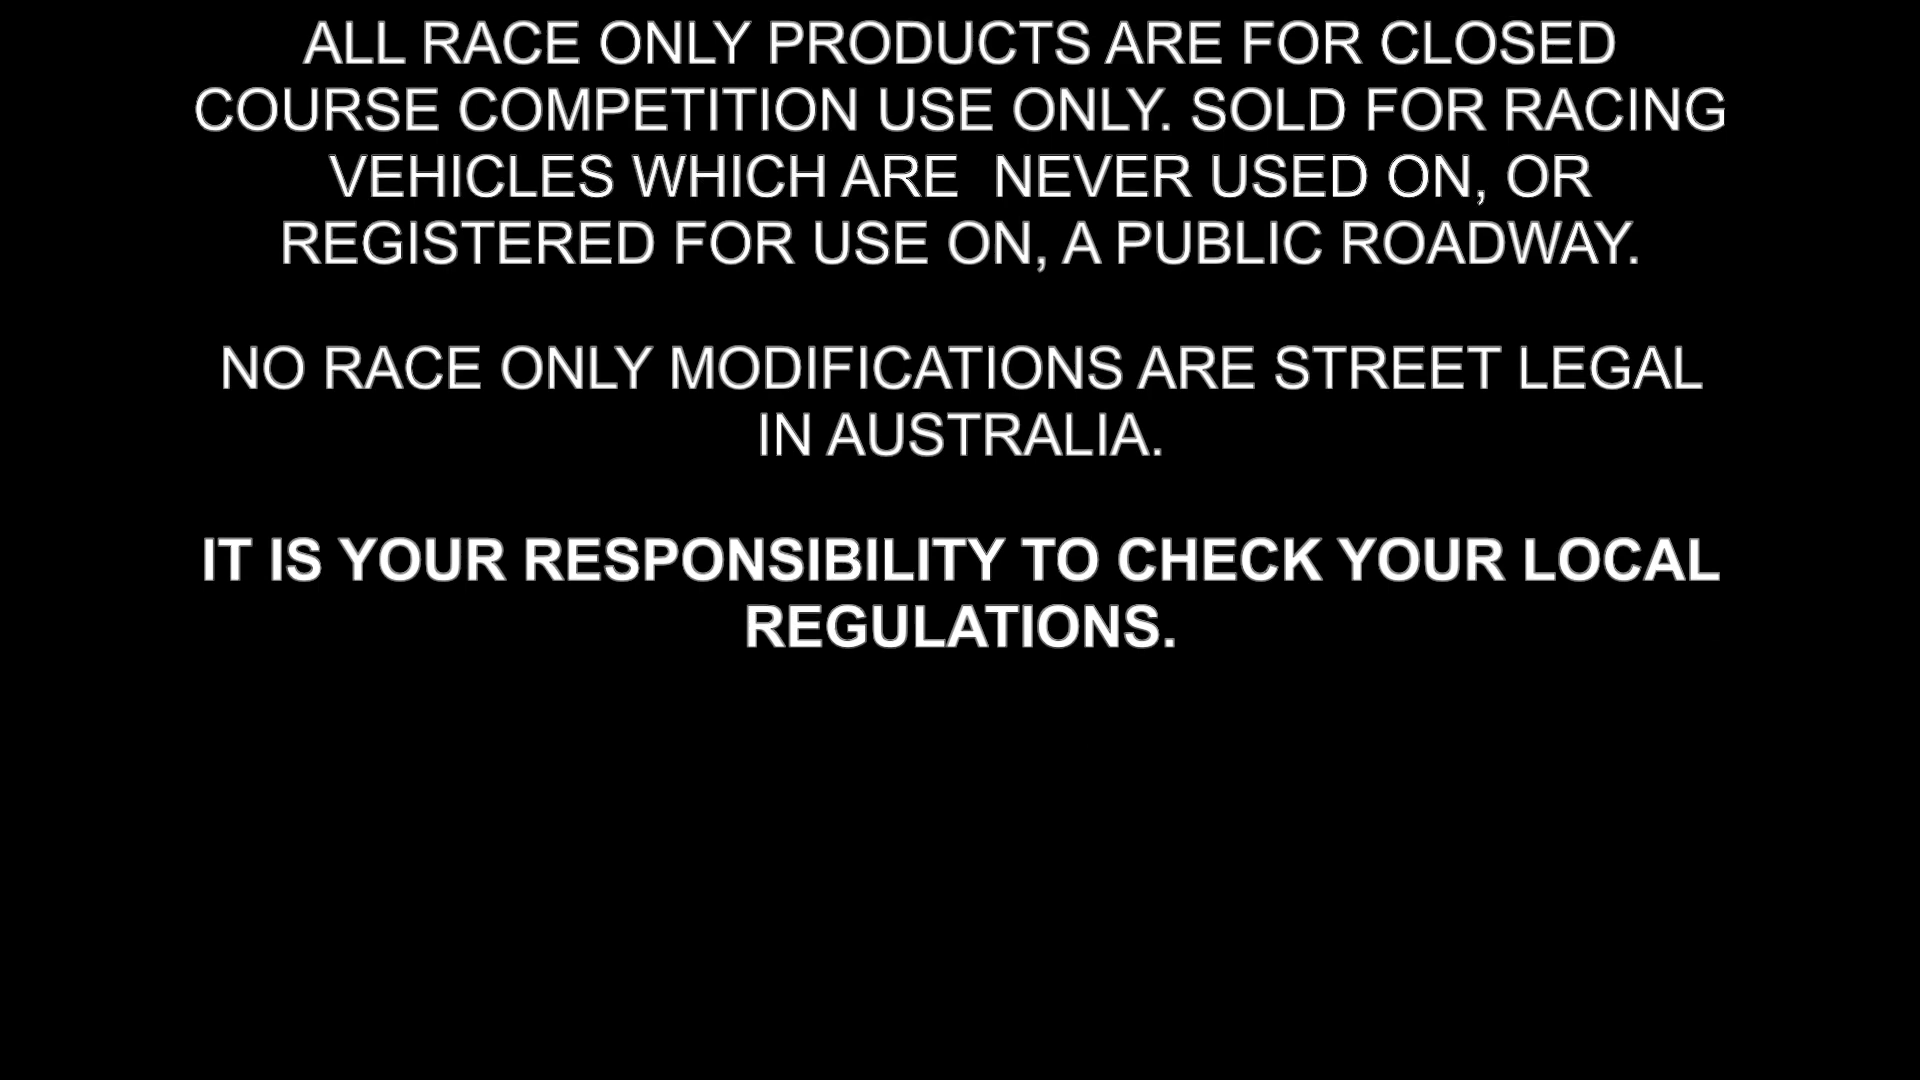 ALL RACE ONLY PRODUCTS ARE FOR CLOSED
COURSE COMPETITION USE ONLY. SOLD FOR RACING
VEHICLES WHICH ARE  NEVER USED ON, OR
REGISTERED FOR USE ON, A PUBLIC ROADWAY.
NO RACE ONLY MODIFICATIONS ARE STREET LEGAL
IN AUSTRALIA.
IT IS YOUR RESPONSIBILITY TO CHECK YOUR LOCAL
REGULATIONS.